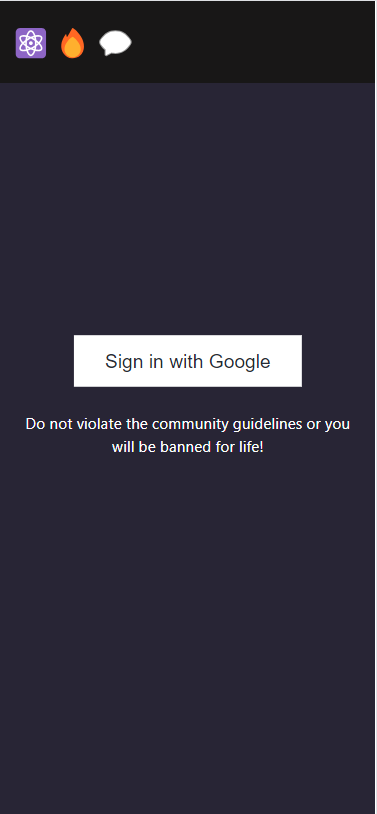 Sign in with Google
Do not violate the community guidelines or you
will be banned for life!